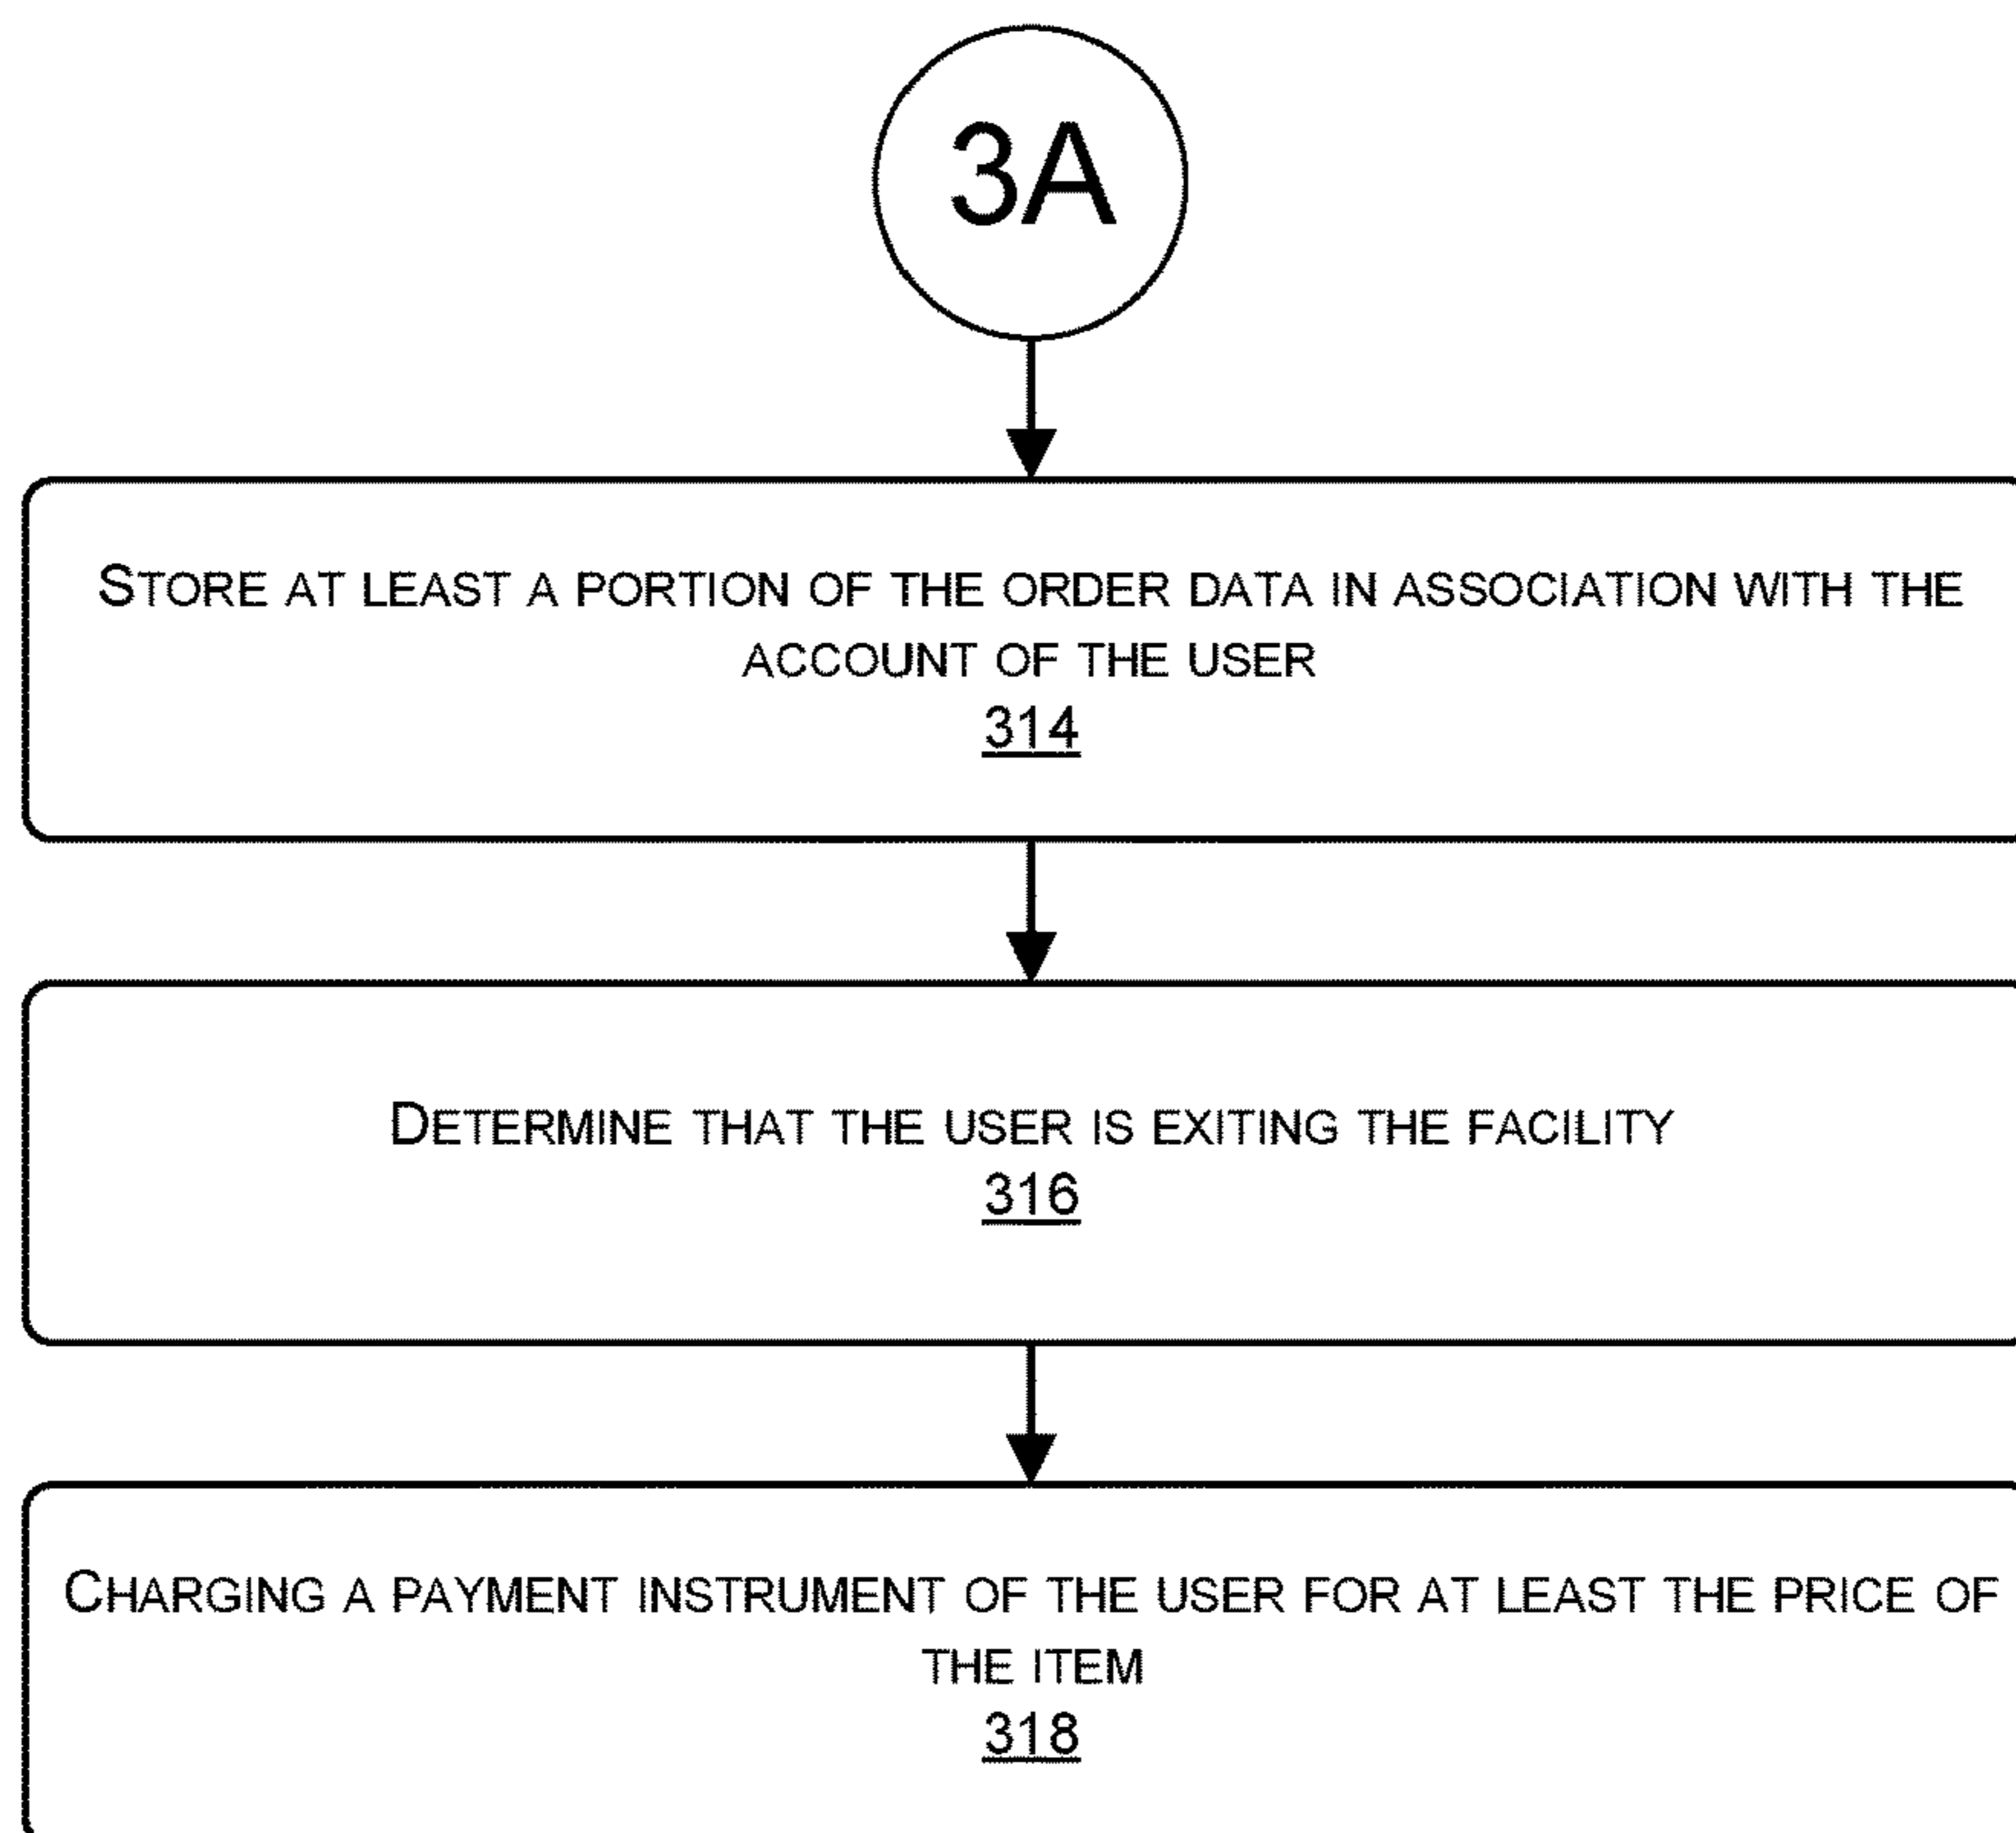 3A
STORE AT LEAST A PORTION OF THE ORDER DATA IN ASSOCIATION WITH THE
ACCOUNT OF THE USER
314
DETERMINE THAT THE USER IS EXITING THE FACILITY
316
CHARGING A PAYMENT INSTRUMENT OF THE USER FOR AT LEAST THE PRICE OF
THE ITEM
318